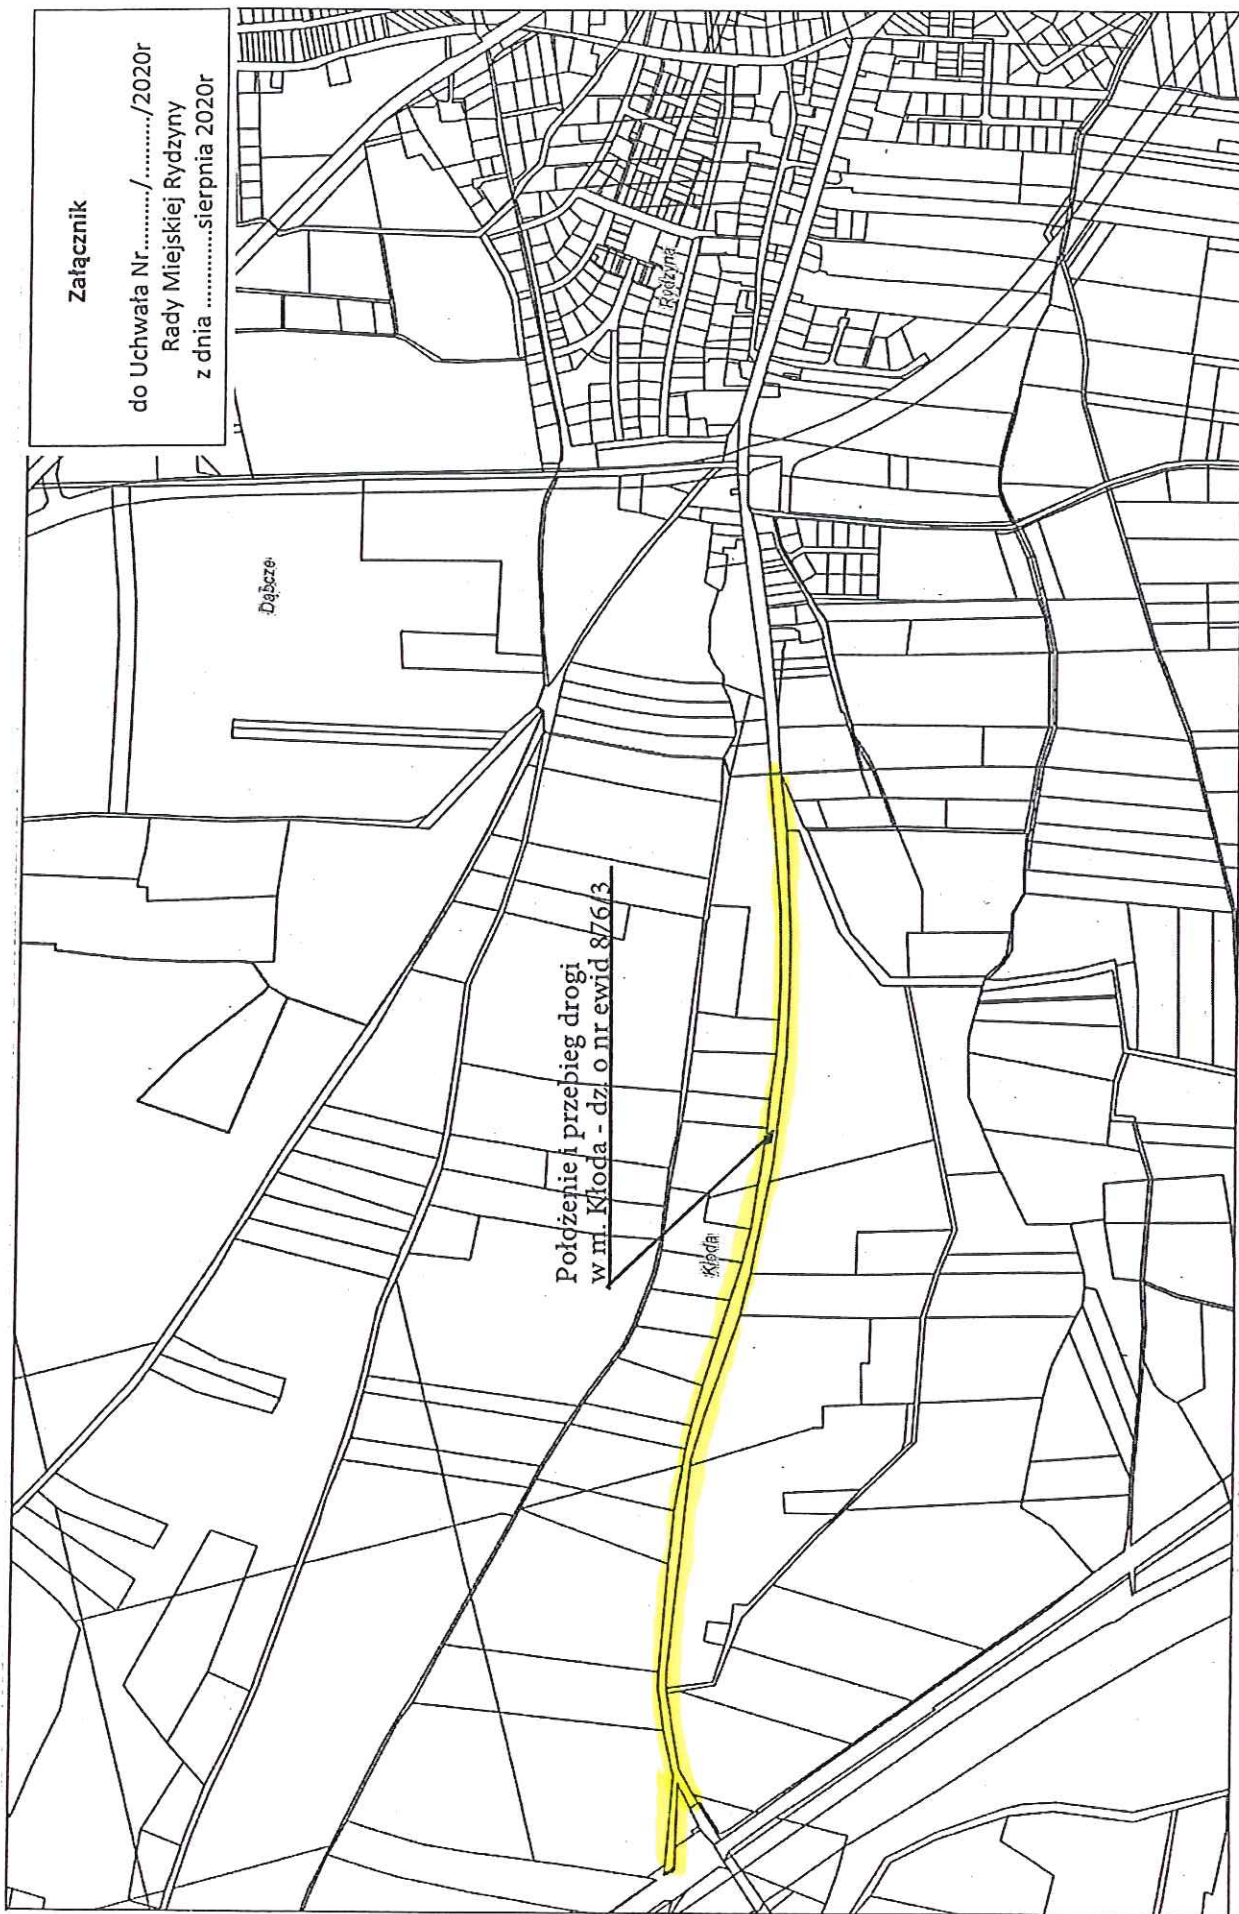 Załącznik
do Uchwała Nr.........../.........../2020r
Rady Miejskiej Rydzyny
z dnia ............sierpnia 2020r
Rydzyna
Dąbcze
Położenie i przebieg drogi
w m. Kłoda - dz. o nr ewid 876/3
Kłoda